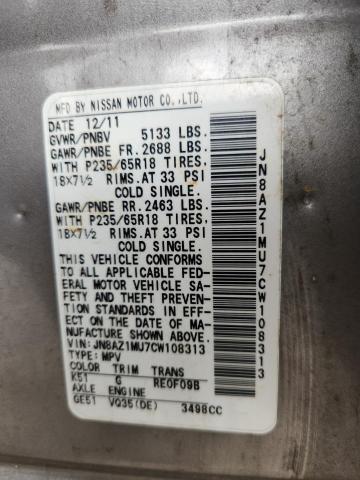 MFD BY NISSAN MOTOR CO.,LTD.
DATE 12/11
GVWR/PNBV 5133 LBS.
GAWR/PNBE FR. 2688 LBS.
WITH P235/65R18 TIRES,
18X7½ RIMS. AT 33 PSI
COLD SINGLE.
GAWR/PNBE RR. 2463 LBS.
WITH P235/65R18 TIRES,
18X7½ RIMS. AT 33 PSI
COLD SINGLE.
THIS VEHICLE CONFORMS
TO ALL APPLICABLE FED-
ERAL MOTOR VEHICLE SA-
FETY AND THEFT PREVEN-
TION STANDARDS IN EFF-
ECT ON THE DATE OF MA-
NUFACTURE SHOWN ABOVE.
VIN:JN8AZ1MU7CW108313
TYPE: MPV
COLOR TRIM TRANS
K51 G RE0F09B
AXLE ENGINE
GE51 VQ35(DE) 3498CC
JN8AZ1MU7CW108313